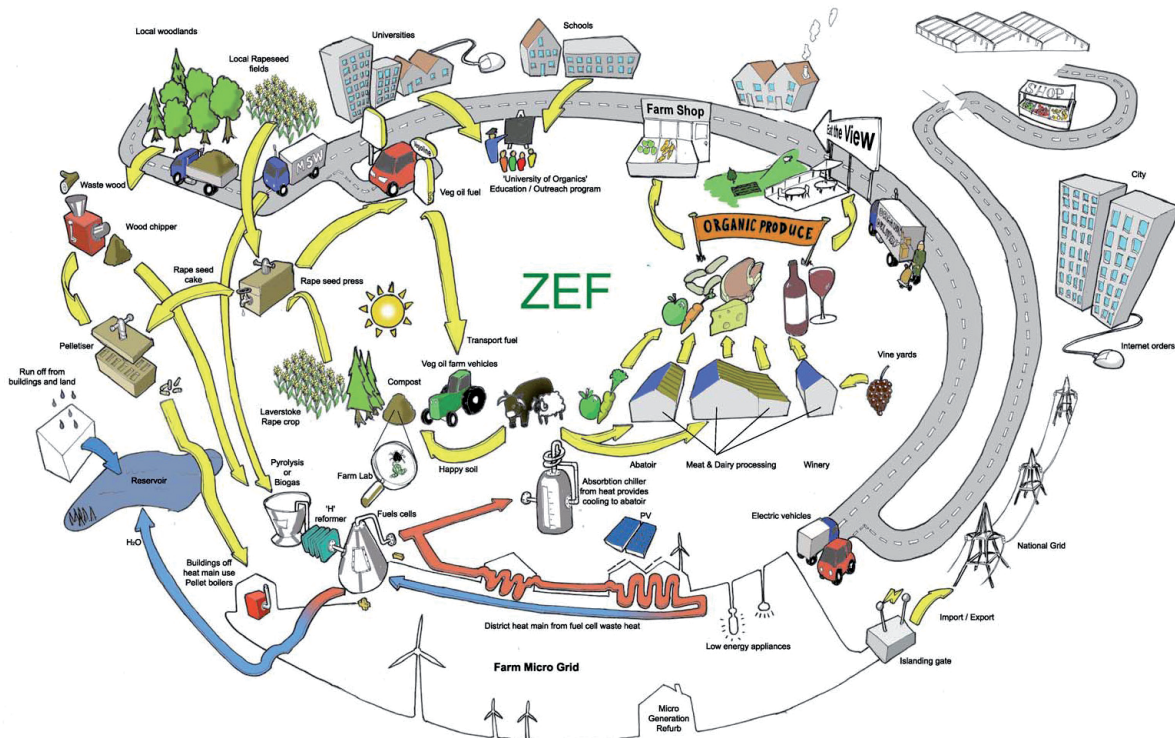 Local woodlands
Local Rapeseed
fields
Universities
Schools
MSW
Veg oil fuel
'University of Organics'
Education / Outreach program
Farm Shop
Eat the View
SHOP
City
Waste wood
Wood chipper
Rape seed
cake
Rape seed press
ORGANIC PRODUCE
ZEF
Pelletiser
Transport fuel
Internet orders
Run off from
buildings and land
Veg oil farm vehicles
Compost
Vine yards
Laverstoke
Rape crop
Reservoir
Pyrolysis
or
Biogas
Farm Lab
Happy soil
Abatoir
Meat & Dairy processing
Winery
Absorbtion chiller
from heat provides
cooling to abatoir
'H'
reformer
Fuels cells
PV
Electric vehicles
National Grid
H₂O
Buildings off
heat main use
Pellet boilers
District heat main from fuel cell waste heat
Low energy appliances
Import / Export
Islanding gate
Farm Micro Grid
Micro
Generation
Refurb